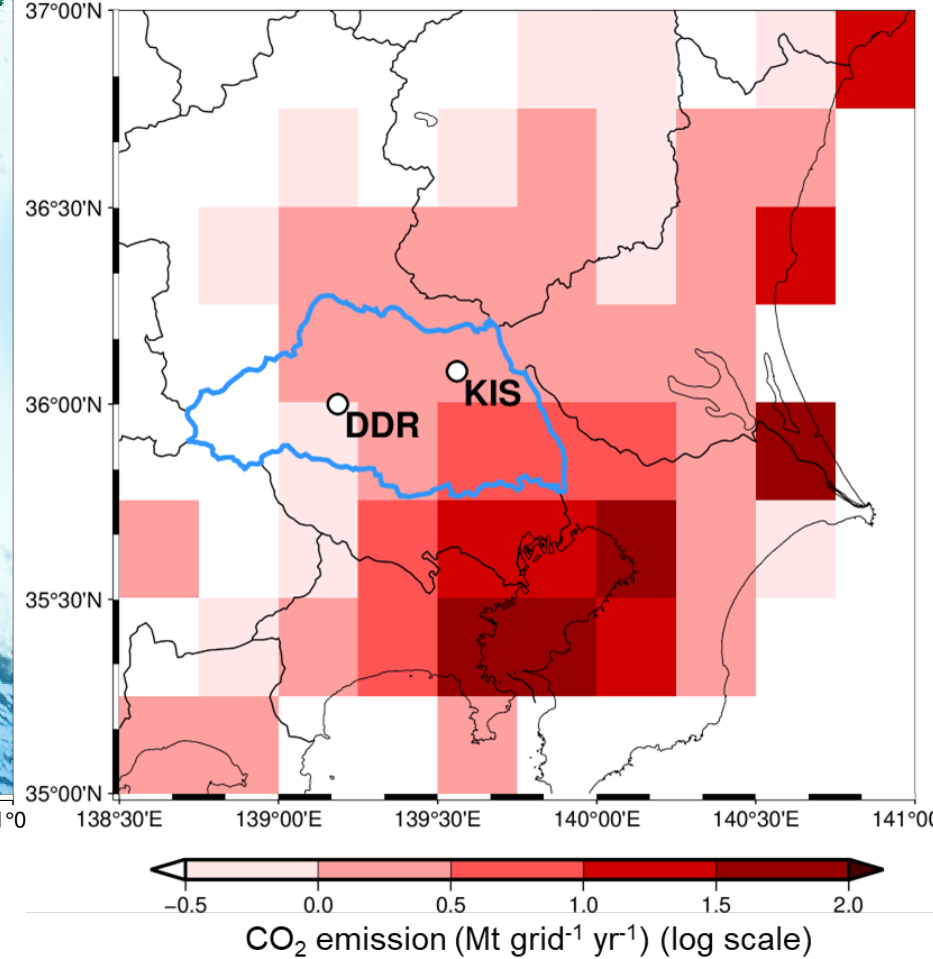 37°00'N
36°30'N
36°00'N
35°30'N
35°00'N
KIS
DDR
1°0
138°30'E 139°00'E 139°30'E 140°00'E 140°30'E 141°00
−0.5 0.0 0.5 1.0 1.5 2.0
CO₂ emission (Mt grid⁻¹ yr⁻¹) (log scale)